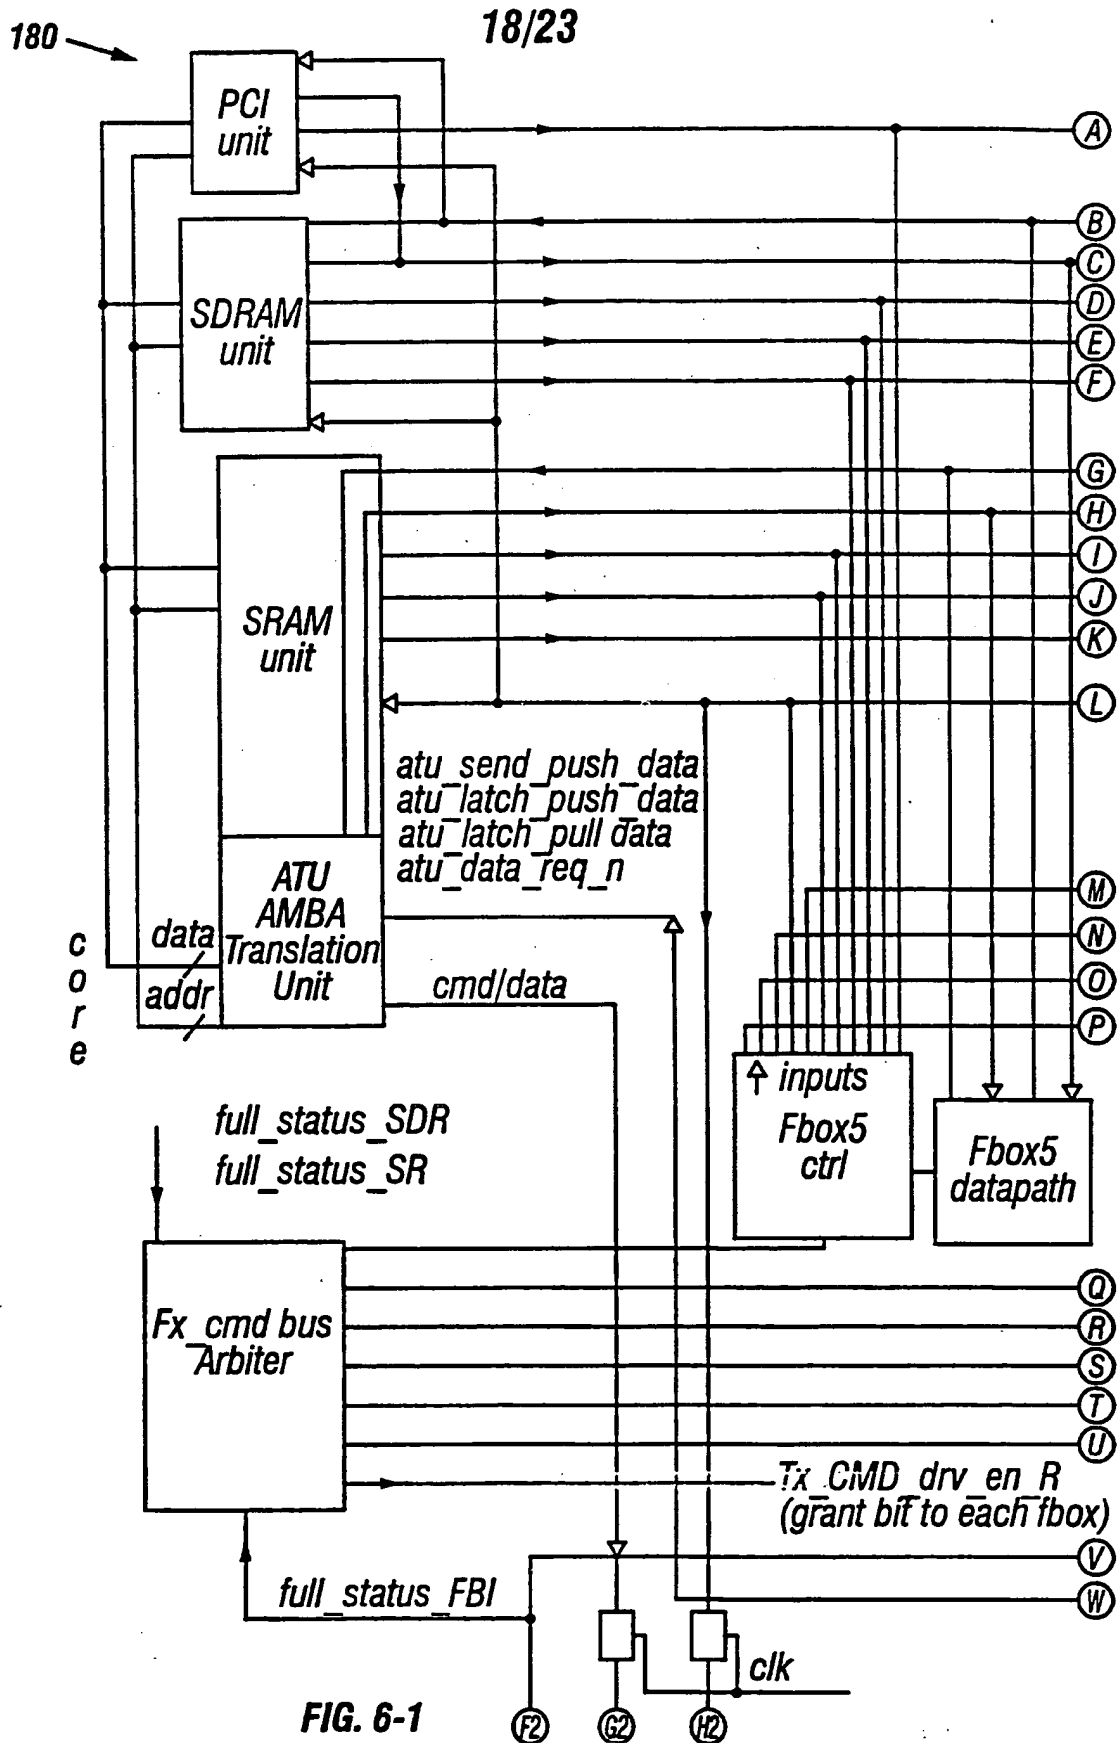 18/23
180
PCI
unit
A
B
C
SDRAM
unit
D
E
F
G
H
I
SRAM
unit
J
K
L
atu_send_push_data
atu_latch_push_data
atu_latch_pull data
atu_data_req_n
ATU
AMBA
Translation
Unit
M
N
O
P
core
data
addr
cmd/data
inputs
Fbox5
ctrl
Fbox5
datapath
full_status_SDR
full_status_SR
Fx_cmd bus
Arbiter
Q
R
S
T
U
Tx_CMD_drv_en_R
(grant bit to each fbox)
V
full_status_FBI
W
clk
FIG. 6-1
F2
G2
H2